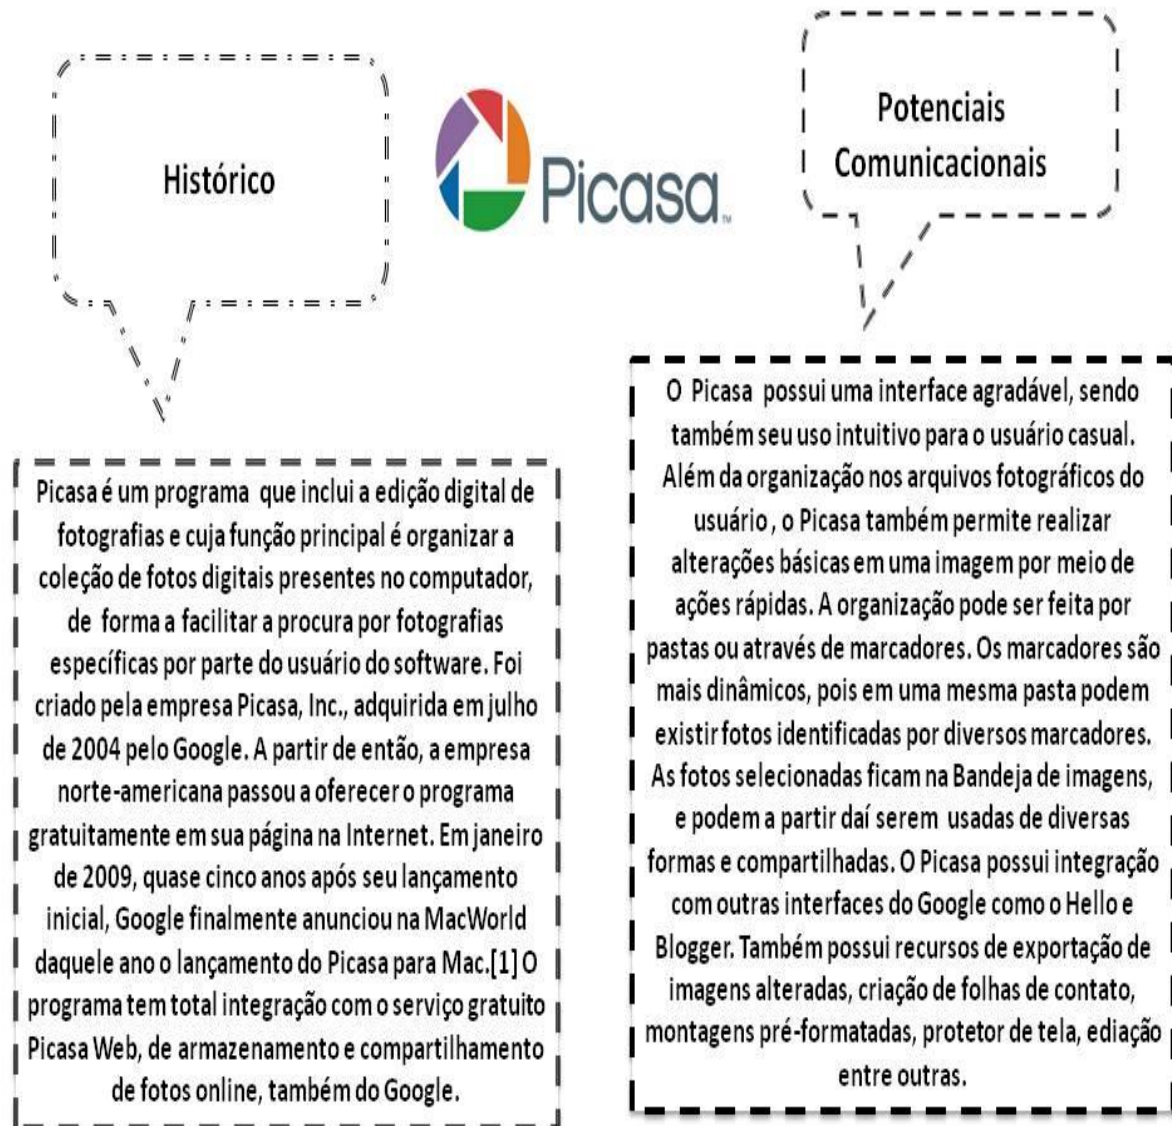 Histórico
Picasa™
Potenciais
Comunicacionais
Picasa é um programa que inclui a edição digital de
fotografias e cuja função principal é organizar a
coleção de fotos digitais presentes no computador,
de forma a facilitar a procura por fotografias
específicas por parte do usuário do software. Foi
criado pela empresa Picasa, Inc., adquirida em julho
de 2004 pelo Google. A partir de então, a empresa
norte-americana passou a oferecer o programa
gratuitamente em sua página na Internet. Em janeiro
de 2009, quase cinco anos após seu lançamento
inicial, Google finalmente anunciou na MacWorld
daquele ano o lançamento do Picasa para Mac.[1] O
programa tem total integração com o serviço gratuito
Picasa Web, de armazenamento e compartilhamento
de fotos online, também do Google.
O Picasa possui uma interface agradável, sendo
também seu uso intuitivo para o usuário casual.
Além da organização nos arquivos fotográficos do
usuário , o Picasa também permite realizar
alterações básicas em uma imagem por meio de
ações rápidas. A organização pode ser feita por
pastas ou através de marcadores. Os marcadores são
mais dinâmicos, pois em uma mesma pasta podem
existir fotos identificadas por diversos marcadores.
As fotos selecionadas ficam na Bandeja de imagens,
e podem a partir daí serem usadas de diversas
formas e compartilhadas. O Picasa possui integração
com outras interfaces do Google como o Hello e
Blogger. Também possui recursos de exportação de
imagens alteradas, criação de folhas de contato,
montagens pré-formatadas, protetor de tela, ediação
entre outras.